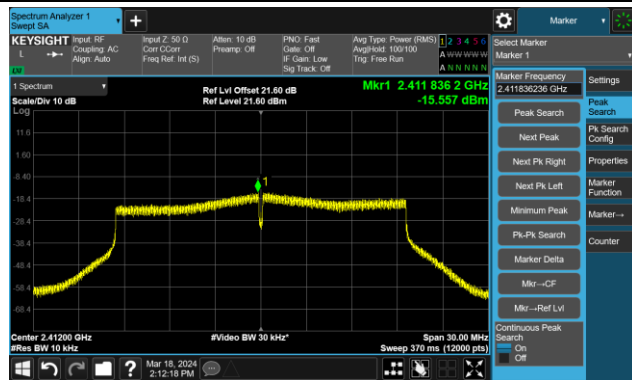 Spectrum Analyzer 1
Swept SA
Marker
KEYSIGHT
L
Input: RF
Coupling: AC
Align: Auto
Input Z: 50 Ω
Corr CCorr
Freq Ref: Int (S)
Atten: 10 dB
Preamp: Off
PNO: Fast
Gate: Off
IF Gain: Low
Sig Track: Off
Avg Type: Power (RMS)
Avg|Hold: 100/100
Trig: Free Run
1 2 3 4 5 6
A W W W W W
A N N N N N
Select Marker
Marker 1
LV
1 Spectrum
Scale/Div 10 dB
Log
Ref Lvl Offset 21.60 dB
Ref Level 21.60 dBm
Mkr1 2.411 836 2 GHz
-15.557 dBm
11.6
1.60
-8.40
-18.4
-28.4
-38.4
-48.4
-58.4
-68.4
1
Center 2.41200 GHz
#Res BW 10 kHz
#Video BW 30 kHz*
Span 30.00 MHz
Sweep 370 ms (12000 pts)
Marker Frequency
2.411836236 GHz
Peak Search
Next Peak
Next Pk Right
Next Pk Left
Minimum Peak
Pk-Pk Search
Marker Delta
Mkr→CF
Mkr→Ref Lvl
Continuous Peak
Search
On
Off
Settings
Peak
Search
Pk Search
Config
Properties
Marker
Function
Marker→
Counter
?
Mar 18, 2024
2:12:18 PM